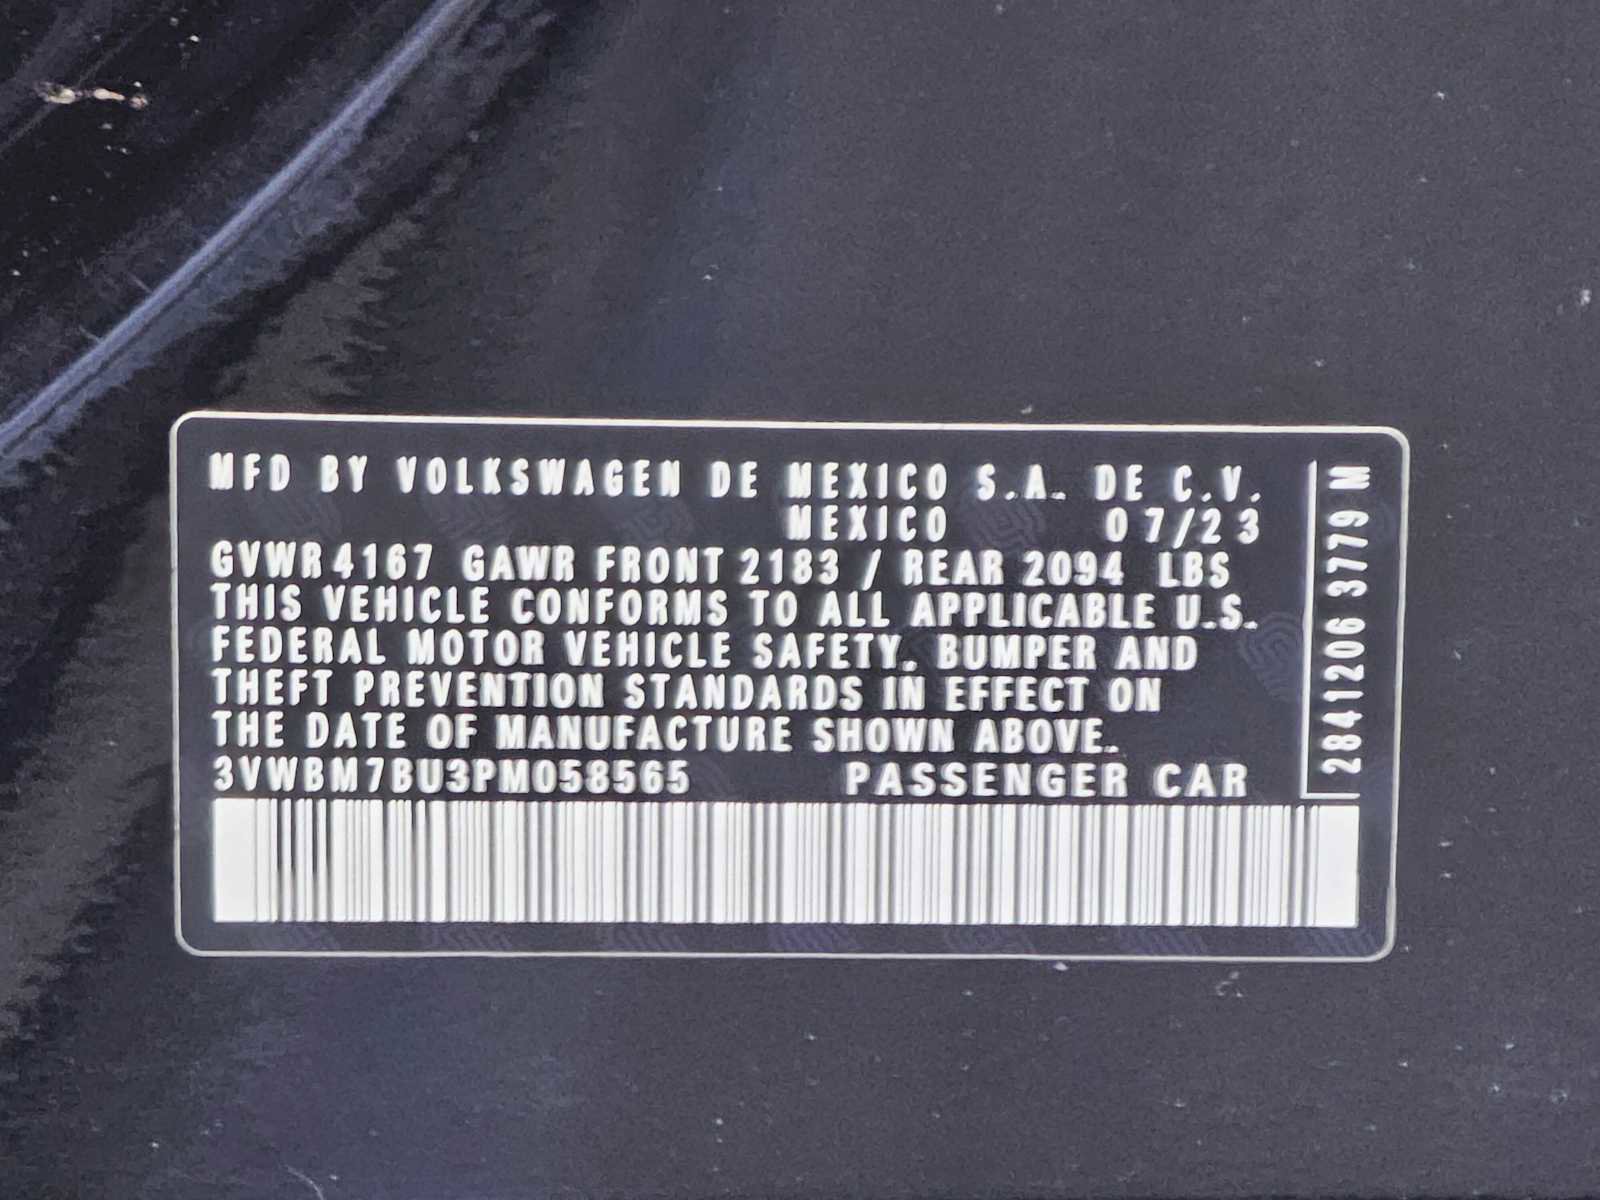 MFD BY VOLKSWAGEN DE MEXICO S.A. DE C.V.
MEXICO 07/23
GVWR 4167 GAWR FRONT 2183 / REAR 2094 LBS
THIS VEHICLE CONFORMS TO ALL APPLICABLE U.S.
FEDERAL MOTOR VEHICLE SAFETY, BUMPER AND
THEFT PREVENTION STANDARDS IN EFFECT ON
THE DATE OF MANUFACTURE SHOWN ABOVE.
3VWBM7BU3PM058565 PASSENGER CAR
2841206 3779 M